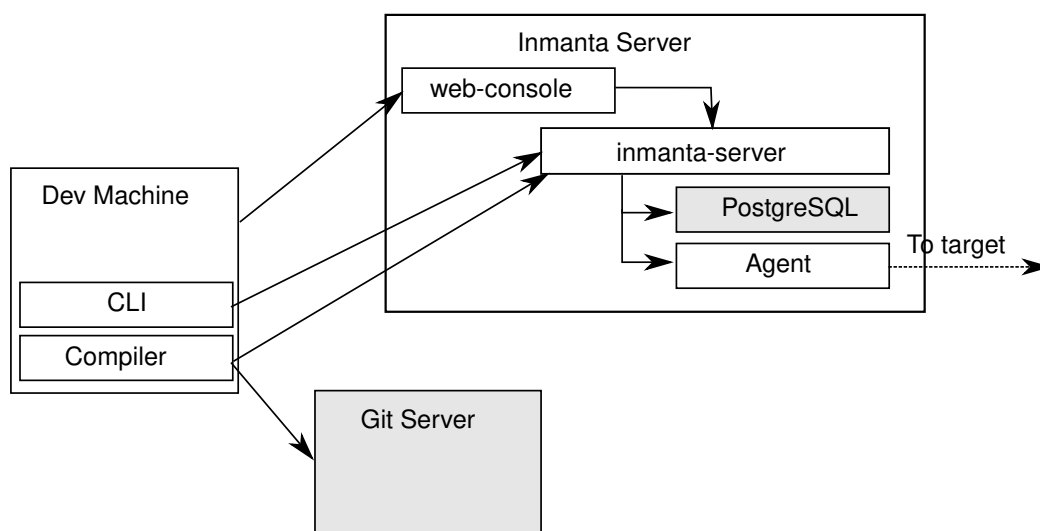 Inmanta Server
web-console
inmanta-server
Dev Machine
PostgreSQL
To target
Agent
CLI
Compiler
Git Server